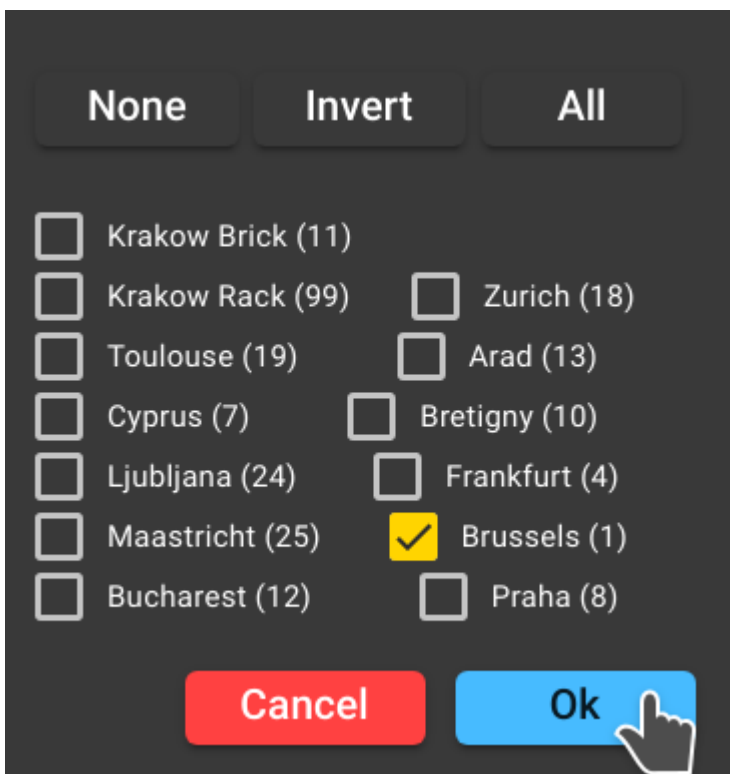 None Invert All
Krakow Brick (11)
Krakow Rack (99) Zurich (18)
Toulouse (19) Arad (13)
Cyprus (7) Bretigny (10)
Ljubljana (24) Frankfurt (4)
Maastricht (25) Brussels (1)
Bucharest (12) Praha (8)
Cancel Ok